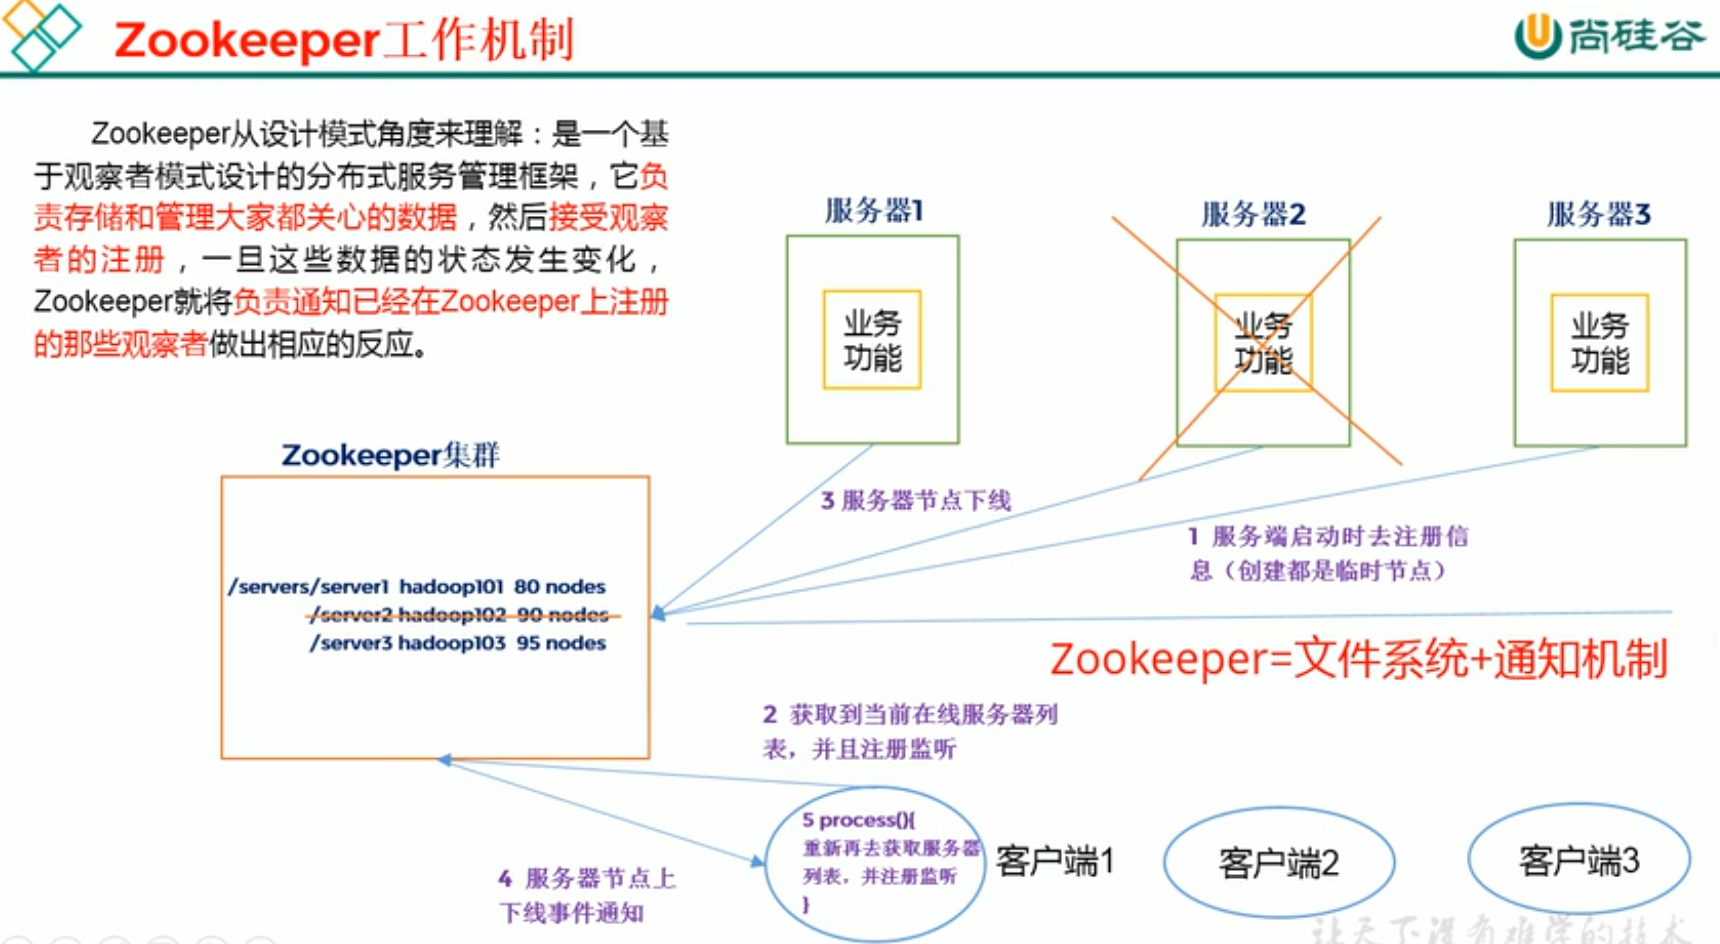 Zookeeper工作机制
尚硅谷
Zookeeper从设计模式角度来理解：是一个基
于观察者模式设计的分布式服务管理框架，它负
责存储和管理大家都关心的数据，然后接受观察
者的注册，一旦这些数据的状态发生变化，
Zookeeper就将负责通知已经在Zookeeper上注册
的那些观察者做出相应的反应。
服务器1
服务器2
服务器3
业务
功能
业务
功能
业务
功能
Zookeeper集群
3 服务器节点下线
1 服务端启动时去注册信
息（创建都是临时节点）
/servers/server1 hadoop101 80 nodes
/server2 hadoop102 90 nodes
/server3 hadoop103 95 nodes
Zookeeper=文件系统+通知机制
2 获取到当前在线服务器列
表，并且注册监听
5 process(){
重新再去获取服务器
列表，并注册监听
}
客户端1
客户端2
客户端3
4 服务器节点上
下线事件通知
让天下没有难学的技术